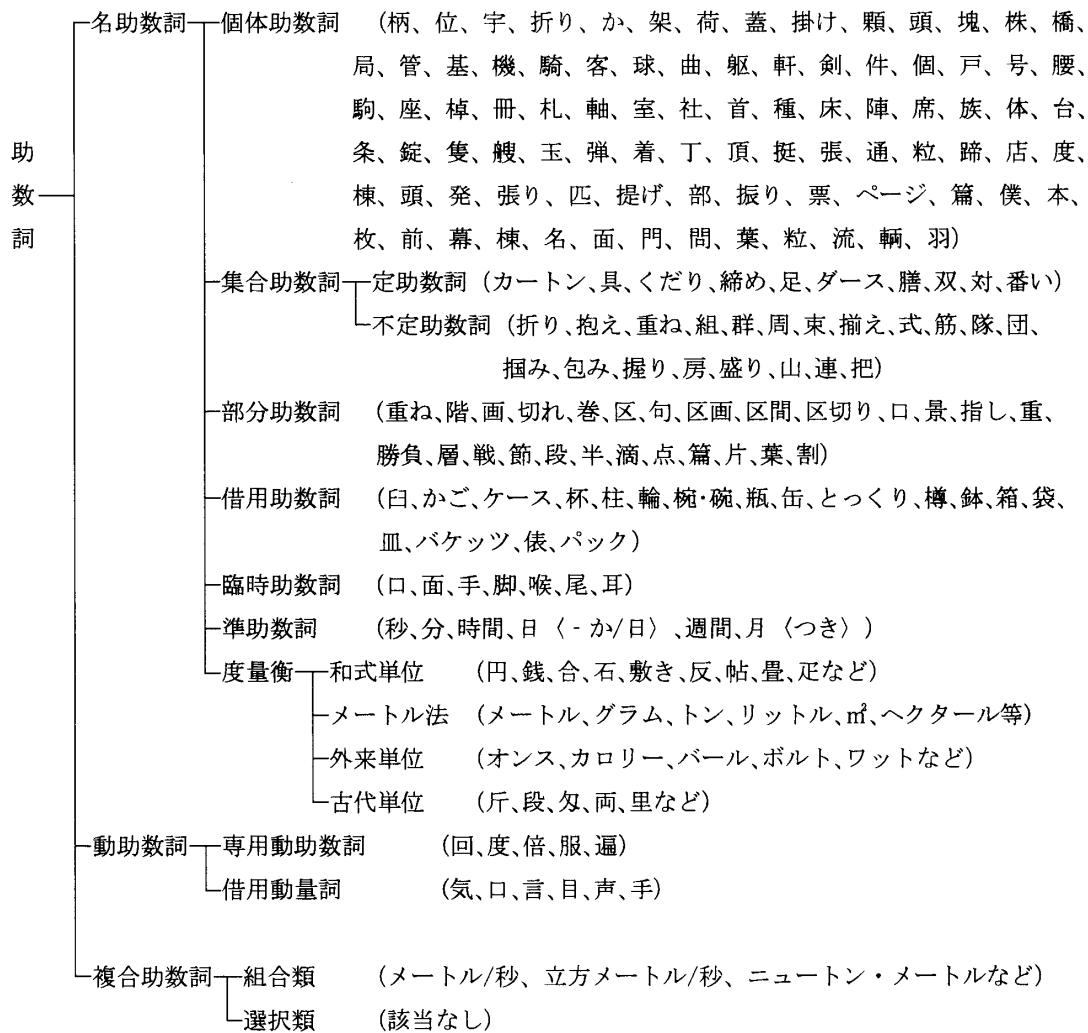 助数詞
名助数詞
個体助数詞 (柄、位、宇、折り、か、架、荷、蓋、掛け、顆、頭、塊、株、橋、
局、管、基、機、騎、客、球、曲、躯、軒、剣、件、個、戸、号、腰、
駒、座、棹、冊、札、軸、室、社、首、種、床、陣、席、族、体、台、
条、錠、隻、艘、玉、弾、着、丁、頂、挺、張、通、粒、蹄、店、度、
棟、頭、発、張り、匹、提げ、部、振り、票、ページ、篇、僕、本、
枚、前、幕、棟、名、面、門、問、葉、粒、流、輌、羽)
集合助数詞 定助数詞 (カートン、具、くだり、締め、足、ダース、膳、双、対、番い)
不定助数詞 (折り、抱え、重ね、組、群、周、束、揃え、式、筋、隊、団、
掴み、包み、握り、房、盛り、山、連、把)
部分助数詞 (重ね、階、画、切れ、巻、区、句、区画、区間、区切り、口、景、指し、重、
勝負、層、戦、節、段、半、滴、点、篇、片、葉、割)
借用助数詞 (臼、かご、ケース、杯、柱、輪、椀・碗、瓶、缶、とっくり、樽、鉢、箱、袋、
皿、バケッツ、俵、パック)
臨時助数詞 (口、面、手、脚、喉、尾、耳)
準助数詞 (秒、分、時間、日〈-か/日〉、週間、月〈つき〉)
度量衡 和式単位 (円、銭、合、石、敷き、反、帖、畳、疋など)
メートル法 (メートル、グラム、トン、リットル、㎡、ヘクタール等)
外来単位 (オンス、カロリー、バール、ボルト、ワットなど)
古代単位 (斤、段、匁、両、里など)
動助数詞 専用動助数詞 (回、度、倍、服、遍)
借用動量詞 (気、口、言、目、声、手)
複合助数詞 組合類 (メートル/秒、立方メートル/秒、ニュートン・メートルなど)
選択類 (該当なし)